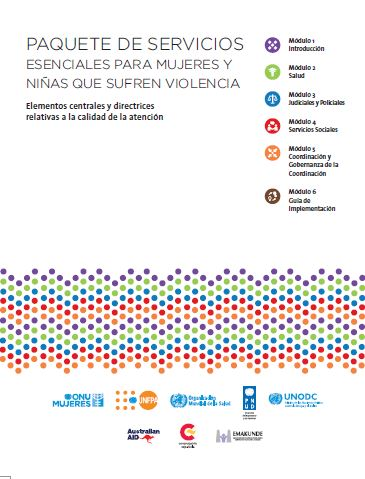 PAQUETE DE SERVICIOS
ESENCIALES PARA MUJERES Y
NIÑAS QUE SUFREN VIOLENCIA
Elementos centrales y directrices
relativas a la calidad de la atención
Módulo 1
Introducción
Módulo 2
Salud
Módulo 3
Judiciales y Policiales
Módulo 4
Servicios Sociales
Módulo 5
Coordinación y
Gobernanza de la
Coordinación
Módulo 6
Guía de
Implementación
ONU
MUJERES
UNFPA
Organización
Mundial de la Salud
P N
U D
UNODC
Australian
AID
cooperación
española
EMAKUNDE